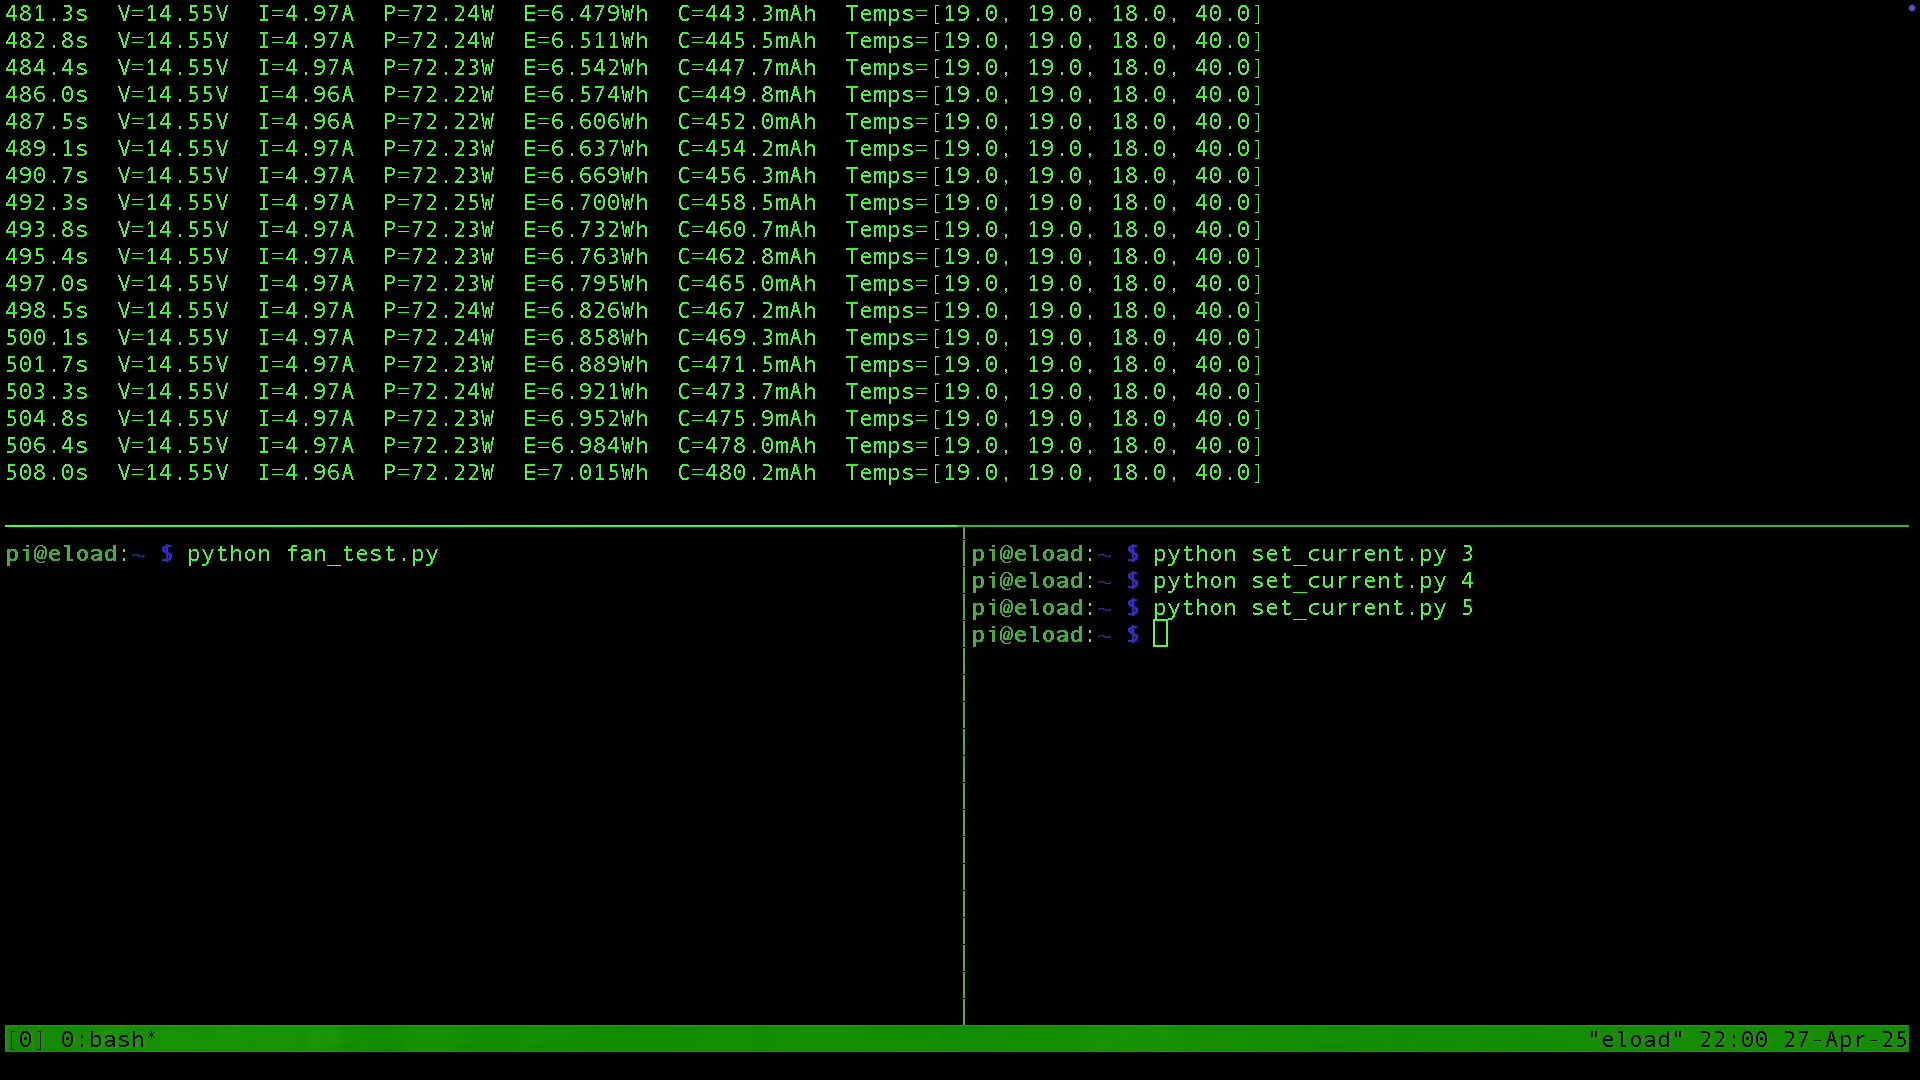 481.3s  V=14.55V  I=4.97A  P=72.24W  E=6.479Wh  C=443.3mAh  Temps=[19.0, 19.0, 18.0, 40.0]
482.8s  V=14.55V  I=4.97A  P=72.24W  E=6.511Wh  C=445.5mAh  Temps=[19.0, 19.0, 18.0, 40.0]
484.4s  V=14.55V  I=4.97A  P=72.23W  E=6.542Wh  C=447.7mAh  Temps=[19.0, 19.0, 18.0, 40.0]
486.0s  V=14.55V  I=4.96A  P=72.22W  E=6.574Wh  C=449.8mAh  Temps=[19.0, 19.0, 18.0, 40.0]
487.5s  V=14.55V  I=4.96A  P=72.22W  E=6.606Wh  C=452.0mAh  Temps=[19.0, 19.0, 18.0, 40.0]
489.1s  V=14.55V  I=4.97A  P=72.23W  E=6.637Wh  C=454.2mAh  Temps=[19.0, 19.0, 18.0, 40.0]
490.7s  V=14.55V  I=4.97A  P=72.23W  E=6.669Wh  C=456.3mAh  Temps=[19.0, 19.0, 18.0, 40.0]
492.3s  V=14.55V  I=4.97A  P=72.25W  E=6.700Wh  C=458.5mAh  Temps=[19.0, 19.0, 18.0, 40.0]
493.8s  V=14.55V  I=4.97A  P=72.23W  E=6.732Wh  C=460.7mAh  Temps=[19.0, 19.0, 18.0, 40.0]
495.4s  V=14.55V  I=4.97A  P=72.23W  E=6.763Wh  C=462.8mAh  Temps=[19.0, 19.0, 18.0, 40.0]
497.0s  V=14.55V  I=4.97A  P=72.23W  E=6.795Wh  C=465.0mAh  Temps=[19.0, 19.0, 18.0, 40.0]
498.5s  V=14.55V  I=4.97A  P=72.24W  E=6.826Wh  C=467.2mAh  Temps=[19.0, 19.0, 18.0, 40.0]
500.1s  V=14.55V  I=4.97A  P=72.24W  E=6.858Wh  C=469.3mAh  Temps=[19.0, 19.0, 18.0, 40.0]
501.7s  V=14.55V  I=4.97A  P=72.23W  E=6.889Wh  C=471.5mAh  Temps=[19.0, 19.0, 18.0, 40.0]
503.3s  V=14.55V  I=4.97A  P=72.24W  E=6.921Wh  C=473.7mAh  Temps=[19.0, 19.0, 18.0, 40.0]
504.8s  V=14.55V  I=4.97A  P=72.23W  E=6.952Wh  C=475.9mAh  Temps=[19.0, 19.0, 18.0, 40.0]
506.4s  V=14.55V  I=4.97A  P=72.23W  E=6.984Wh  C=478.0mAh  Temps=[19.0, 19.0, 18.0, 40.0]
508.0s  V=14.55V  I=4.96A  P=72.22W  E=7.015Wh  C=480.2mAh  Temps=[19.0, 19.0, 18.0, 40.0]
pi@eload:~ $ python fan_test.py
pi@eload:~ $ python set_current.py 3
pi@eload:~ $ python set_current.py 4
pi@eload:~ $ python set_current.py 5
pi@eload:~ $
[0] 0:bash*
"eload" 22:00 27-Apr-25